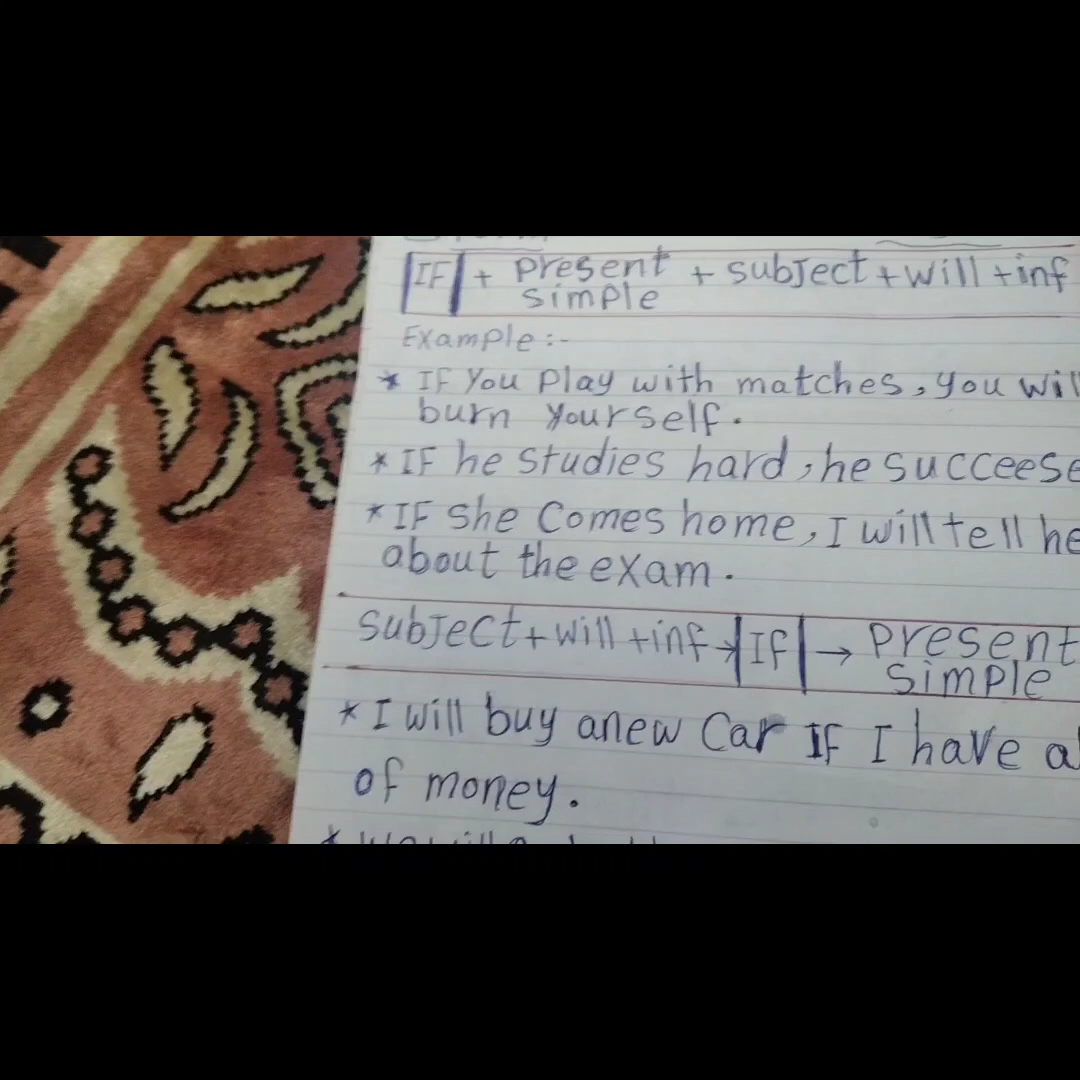 IF + present + subject + will + inf
simple
Example :-
* IF You Play with matches, you will
burn yourself.
* IF he studies hard, he succeese
* IF she Comes home, I will tell he
about the exam.
subject + will + inf → IF → present
simple
* I will buy anew Car IF I have a
of money.